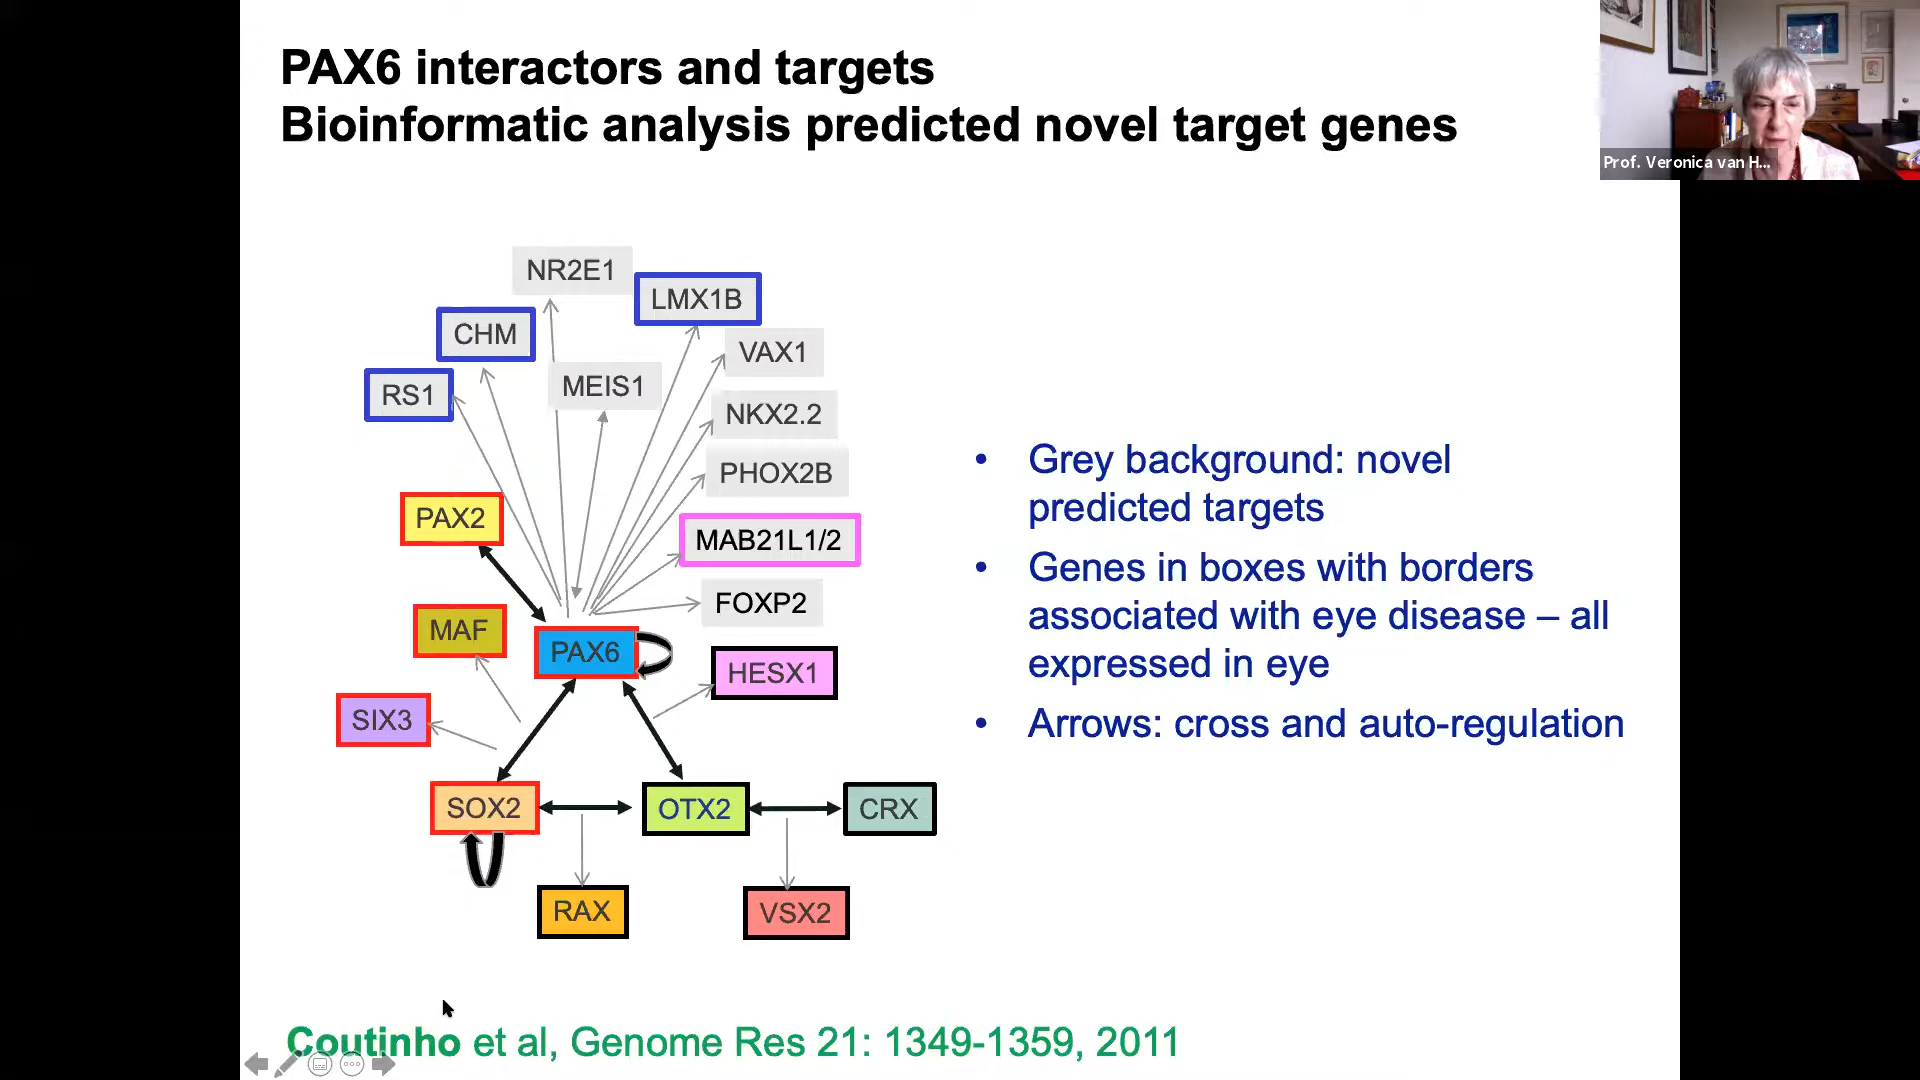 PAX6 interactors and targets
Bioinformatic analysis predicted novel target genes
Prof. Veronica van H...
NR2E1
LMX1B
CHM
VAX1
RS1
MEIS1
NKX2.2
PHOX2B
PAX2
MAB21L1/2
FOXP2
MAF
PAX6
HESX1
SIX3
SOX2
OTX2
CRX
RAX
VSX2
• Grey background: novel
predicted targets
• Genes in boxes with borders
associated with eye disease – all
expressed in eye
• Arrows: cross and auto-regulation
Coutinho et al, Genome Res 21: 1349-1359, 2011